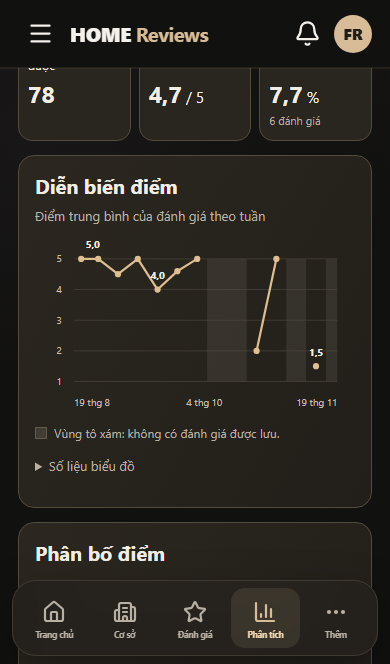 HOME Reviews
FR
được
78
4,7 / 5
7,7 %
6 đánh giá
Diễn biến điểm
Điểm trung bình của đánh giá theo tuần
5,0
5
4,0
4
3
2
1,5
1
19 thg 8
4 thg 10
19 thg 11
Vùng tô xám: không có đánh giá được lưu.
Số liệu biểu đồ
Phân bố điểm
Trang chủ
Cơ sở
Đánh giá
Phân tích
Thêm